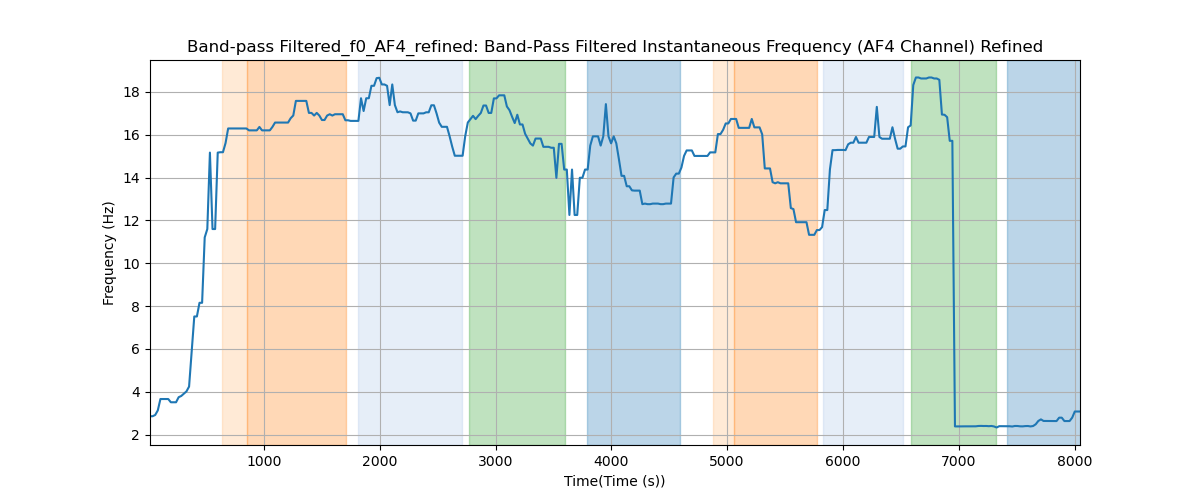 Band-pass Filtered_f0_AF4_refined: Band-Pass Filtered Instantaneous Frequency (AF4 Channel) Refined
Frequency (Hz)
18
16
14
12
10
8
6
4
2
1000 2000 3000 4000 5000 6000 7000 8000
Time(Time (s))